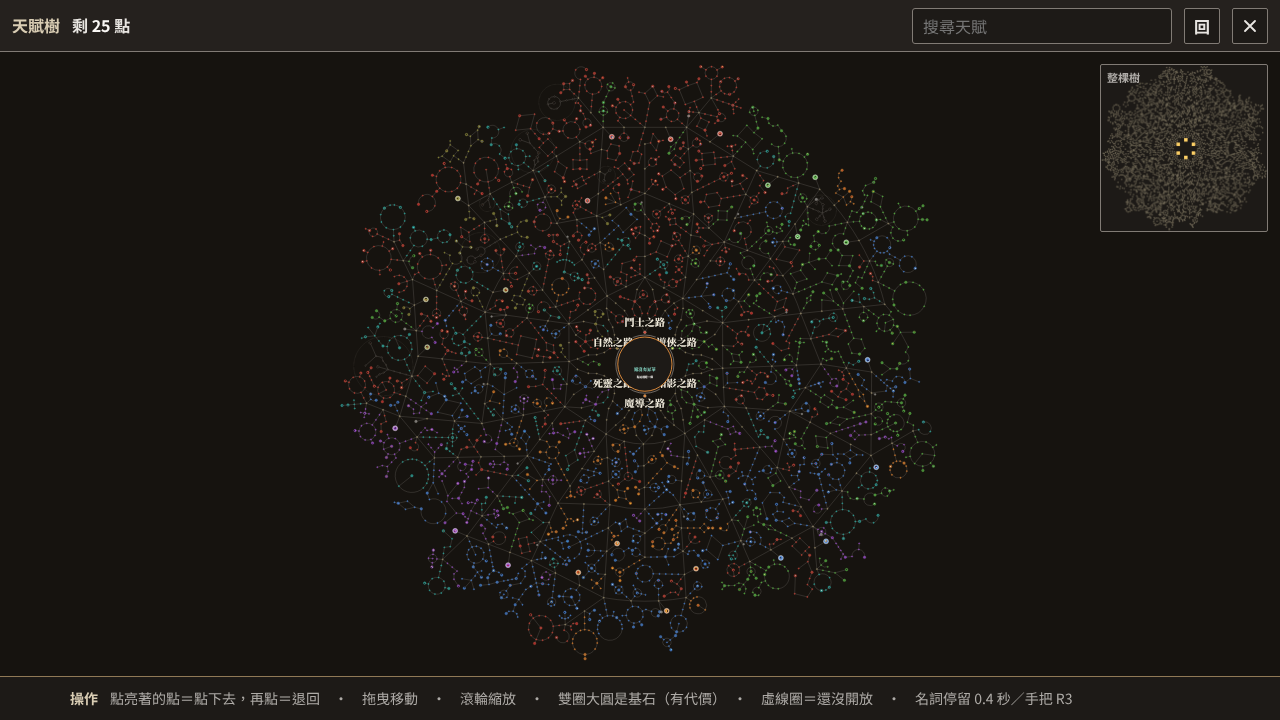 天賦樹 剩 25 點
搜尋天賦
回
整棵樹
鬥士之路
自然之路
遊俠之路
死靈之路
影之路
魔導之路
操作 點亮著的點＝點下去，再點＝退回 • 拖曳移動 • 滾輪縮放 • 雙圈大圓是基石（有代價） • 虛線圈＝還沒開放 • 名詞停留 0.4 秒／手把 R3